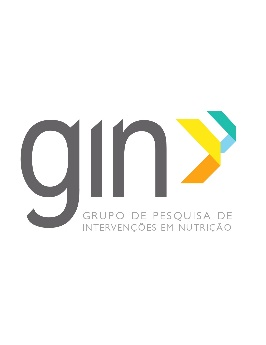 gin
GRUPO DE PESQUISA DE
INTERVENÇÕES EM NUTRIÇÃO